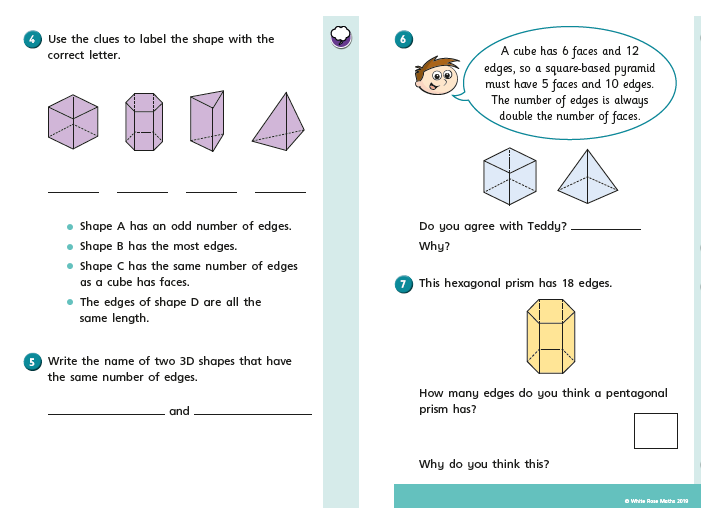 4 Use the clues to label the shape with the
correct letter.
Shape A has an odd number of edges.
Shape B has the most edges.
Shape C has the same number of edges
as a cube has faces.
The edges of shape D are all the
same length.
5 Write the name of two 3D shapes that have
the same number of edges.
and
6
A cube has 6 faces and 12
edges, so a square-based pyramid
must have 5 faces and 10 edges.
The number of edges is always
double the number of faces.
Do you agree with Teddy?
Why?
7 This hexagonal prism has 18 edges.
How many edges do you think a pentagonal
prism has?
Why do you think this?
© White Rose Maths 2019